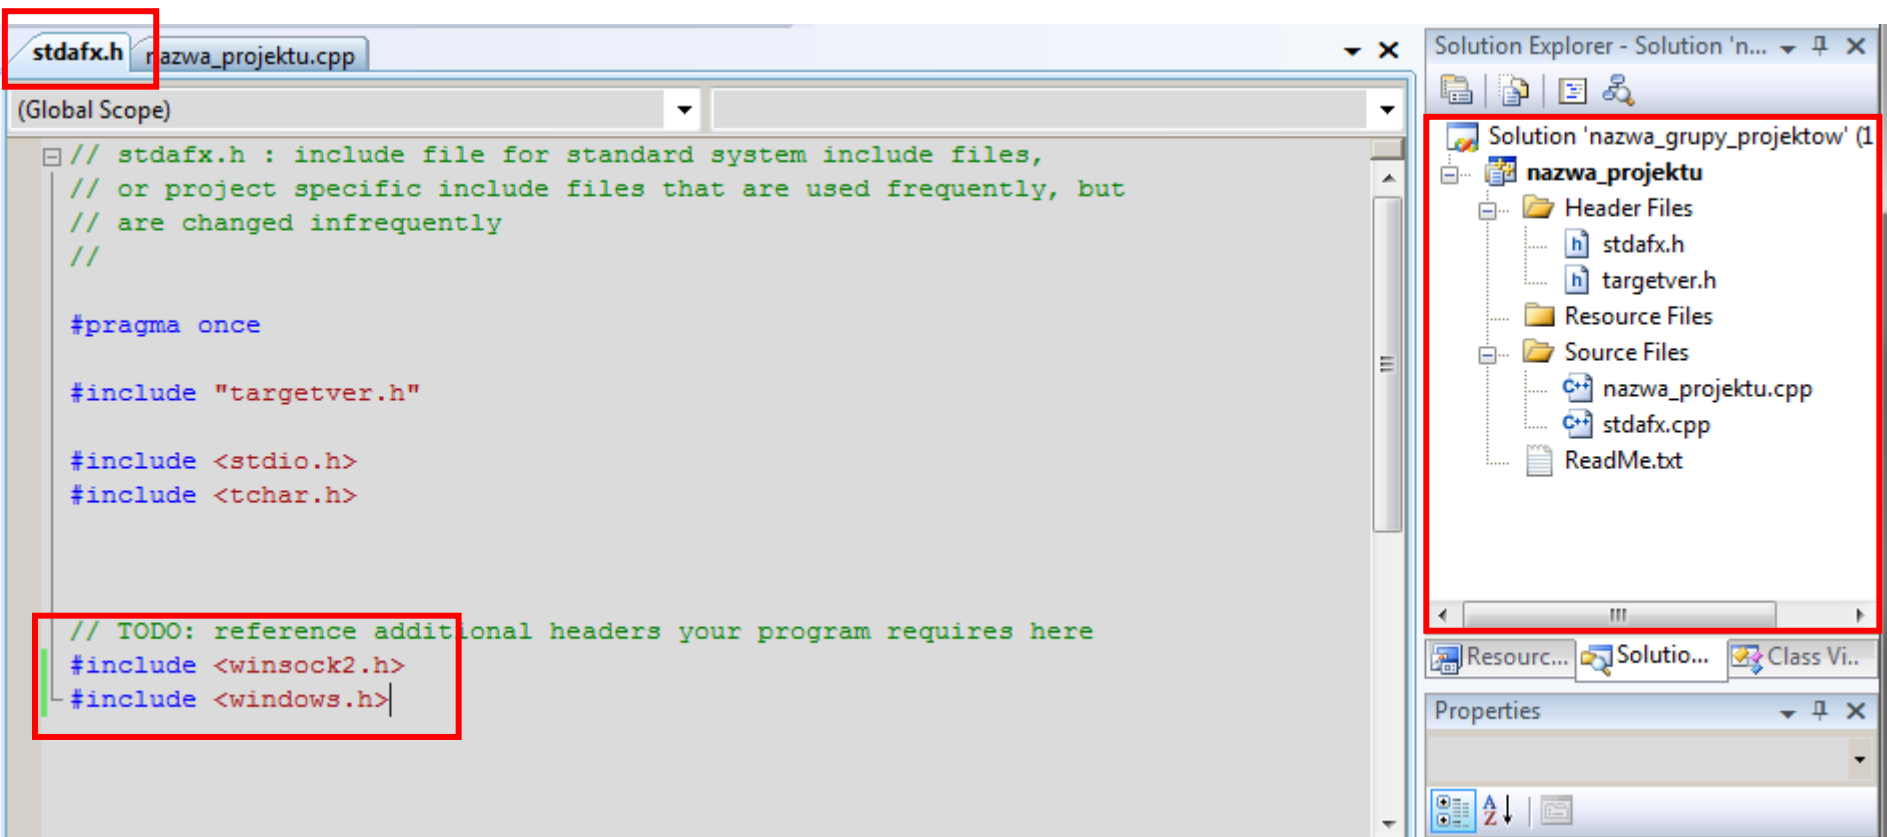 stdafx.h
nazwa_projektu.cpp
(Global Scope)
// stdafx.h : include file for standard system include files,
// or project specific include files that are used frequently, but
// are changed infrequently
//
#pragma once
#include "targetver.h"
#include <stdio.h>
#include <tchar.h>
// TODO: reference additional headers your program requires here
#include <winsock2.h>
#include <windows.h>
Solution Explorer - Solution 'n...
Solution 'nazwa_grupy_projektow' (1
nazwa_projektu
Header Files
stdafx.h
targetver.h
Resource Files
Source Files
nazwa_projektu.cpp
stdafx.cpp
ReadMe.txt
Resourc...
Solutio...
Class Vi..
Properties